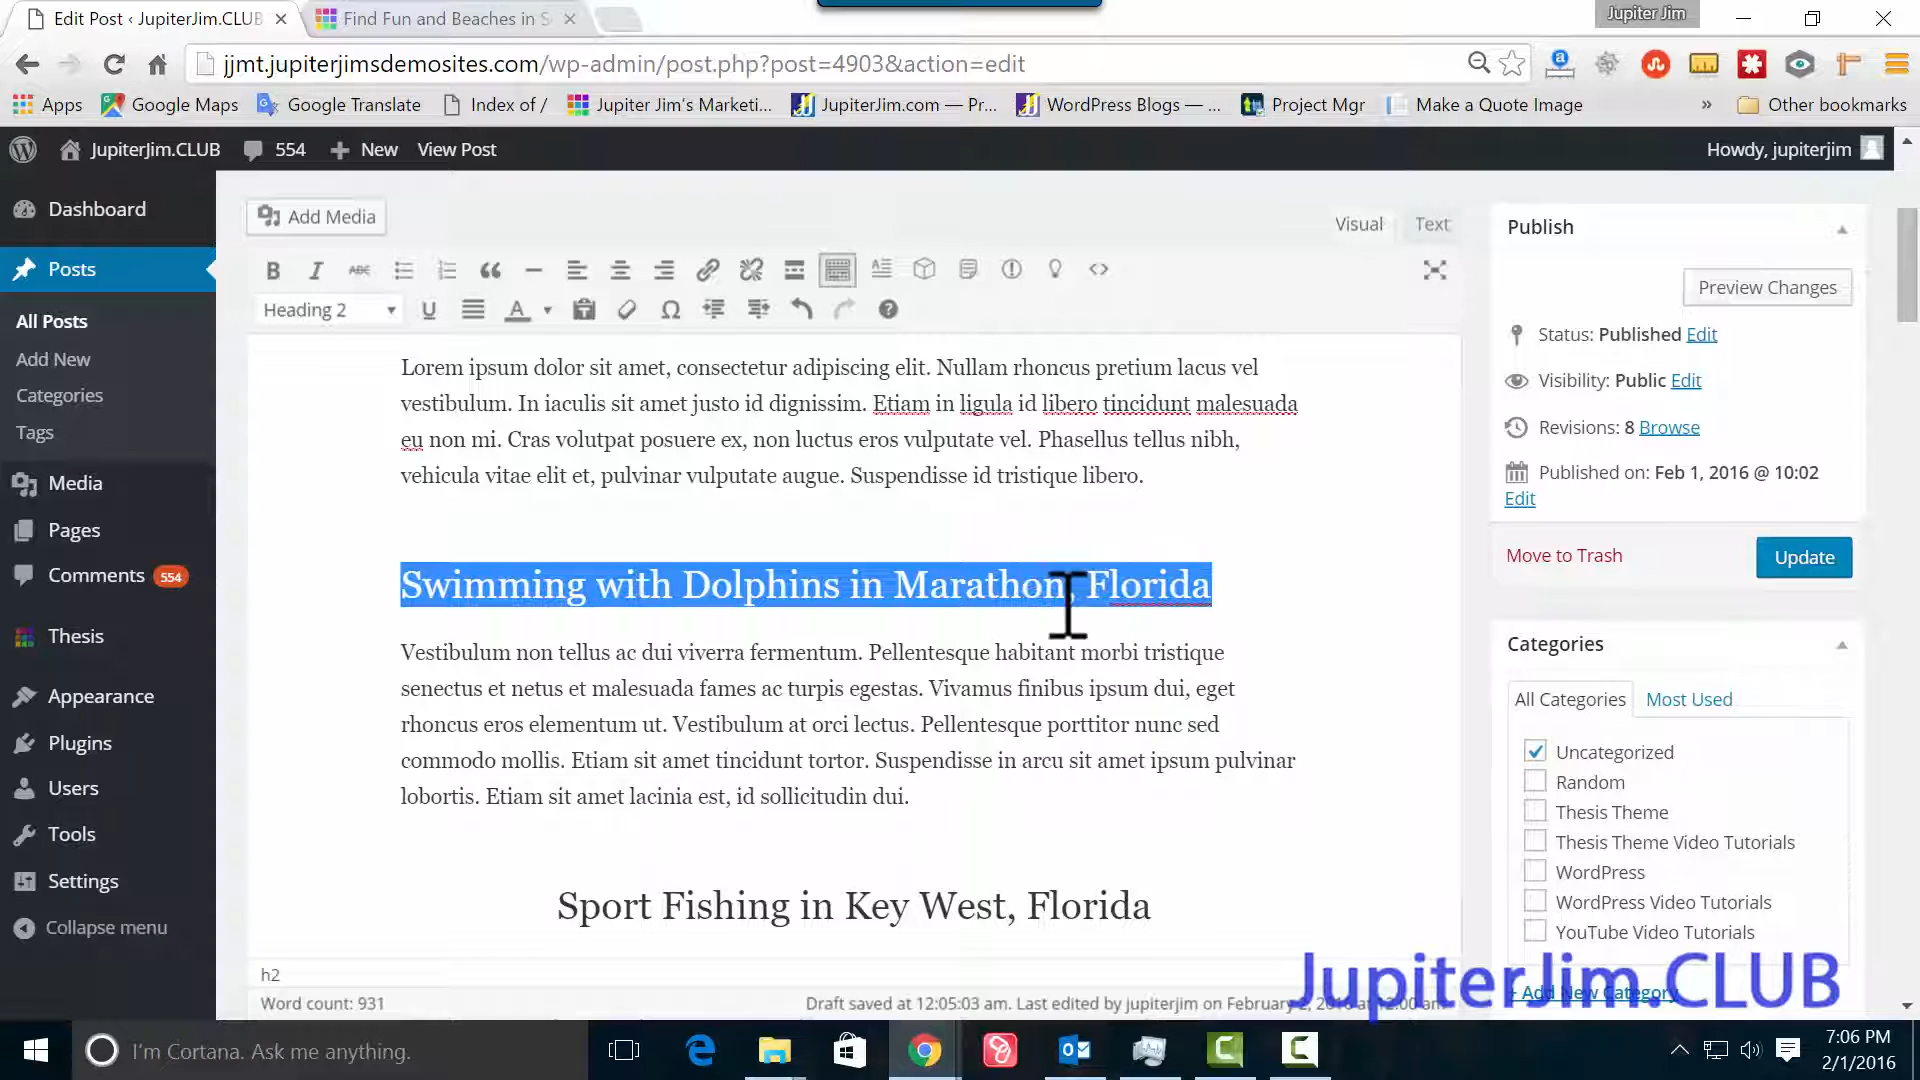 Edit Post ‹ JupiterJim.CLUB
Find Fun and Beaches in S
Jupiter Jim
jjmt.jupiterjimsdemosites.com/wp-admin/post.php?post=4903&action=edit
Apps
Google Maps
Google Translate
Index of /
Jupiter Jim's Marketi...
JupiterJim.com — Pr...
WordPress Blogs — ...
Project Mgr
Make a Quote Image
»
Other bookmarks
JupiterJim.CLUB
554
New
View Post
Howdy, jupiterjim
Dashboard
Posts
All Posts
Add New
Categories
Tags
Media
Pages
Comments 554
Thesis
Appearance
Plugins
Users
Tools
Settings
Collapse menu
Add Media
Visual
Text
B I ABC
Heading 2
U A Ω
Lorem ipsum dolor sit amet, consectetur adipiscing elit. Nullam rhoncus pretium lacus vel
vestibulum. In iaculis sit amet justo id dignissim. Etiam in ligula id libero tincidunt malesuada
eu non mi. Cras volutpat posuere ex, non luctus eros vulputate vel. Phasellus tellus nibh,
vehicula vitae elit et, pulvinar vulputate augue. Suspendisse id tristique libero.
Swimming with Dolphins in Marathon, Florida
Vestibulum non tellus ac dui viverra fermentum. Pellentesque habitant morbi tristique
senectus et netus et malesuada fames ac turpis egestas. Vivamus finibus ipsum dui, eget
rhoncus eros elementum ut. Vestibulum at orci lectus. Pellentesque porttitor nunc sed
commodo mollis. Etiam sit amet tincidunt tortor. Suspendisse in arcu sit amet ipsum pulvinar
lobortis. Etiam sit amet lacinia est, id sollicitudin dui.
Sport Fishing in Key West, Florida
h2
Word count: 931
Draft saved at 12:05:03 am. Last edited by jupiterjim on February 2, 2016 at 12:00 am
Publish
Preview Changes
Status: Published Edit
Visibility: Public Edit
Revisions: 8 Browse
Published on: Feb 1, 2016 @ 10:02
Edit
Move to Trash
Update
Categories
All Categories
Most Used
Uncategorized
Random
Thesis Theme
Thesis Theme Video Tutorials
WordPress
WordPress Video Tutorials
YouTube Video Tutorials
+ Add New Category
JupiterJim.CLUB
I'm Cortana. Ask me anything.
7:06 PM
2/1/2016